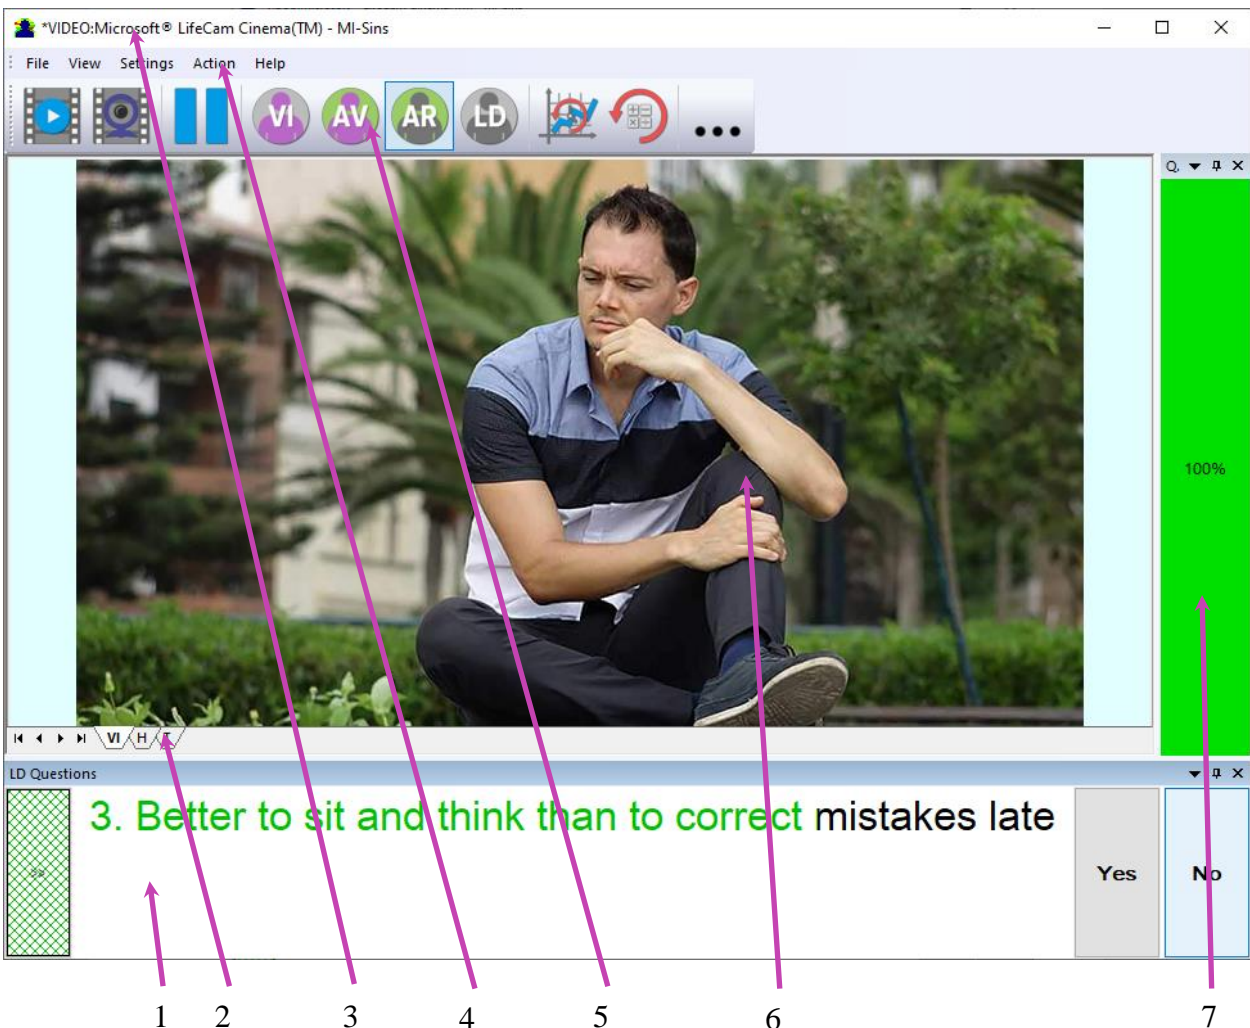 *VIDEO:Microsoft® LifeCam Cinema(TM) - MI-Sins
File View Settings Action Help
VI AV AR LD
Q.
100%
VI H T
LD Questions
3. Better to sit and think than to correct mistakes late
Yes No
1 2 3 4 5 6 7